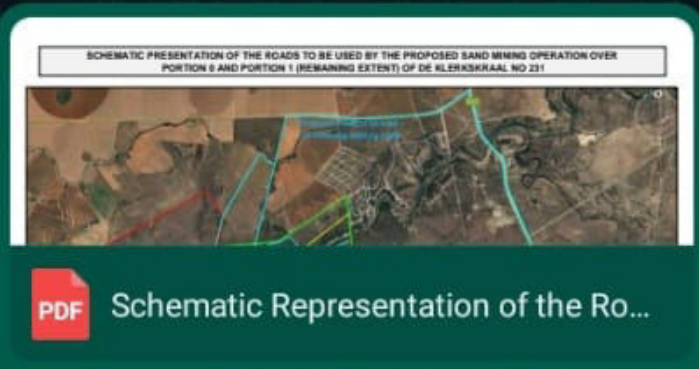 SCHEMATIC PRESENTATION OF THE ROADS TO BE USED BY THE PROPOSED SAND MINING OPERATION OVER
PORTION 0 AND PORTION 1 (REMAINING EXTENT) OF DE KLERKSKRAAL NO 231
PDF
Schematic Representation of the Ro...